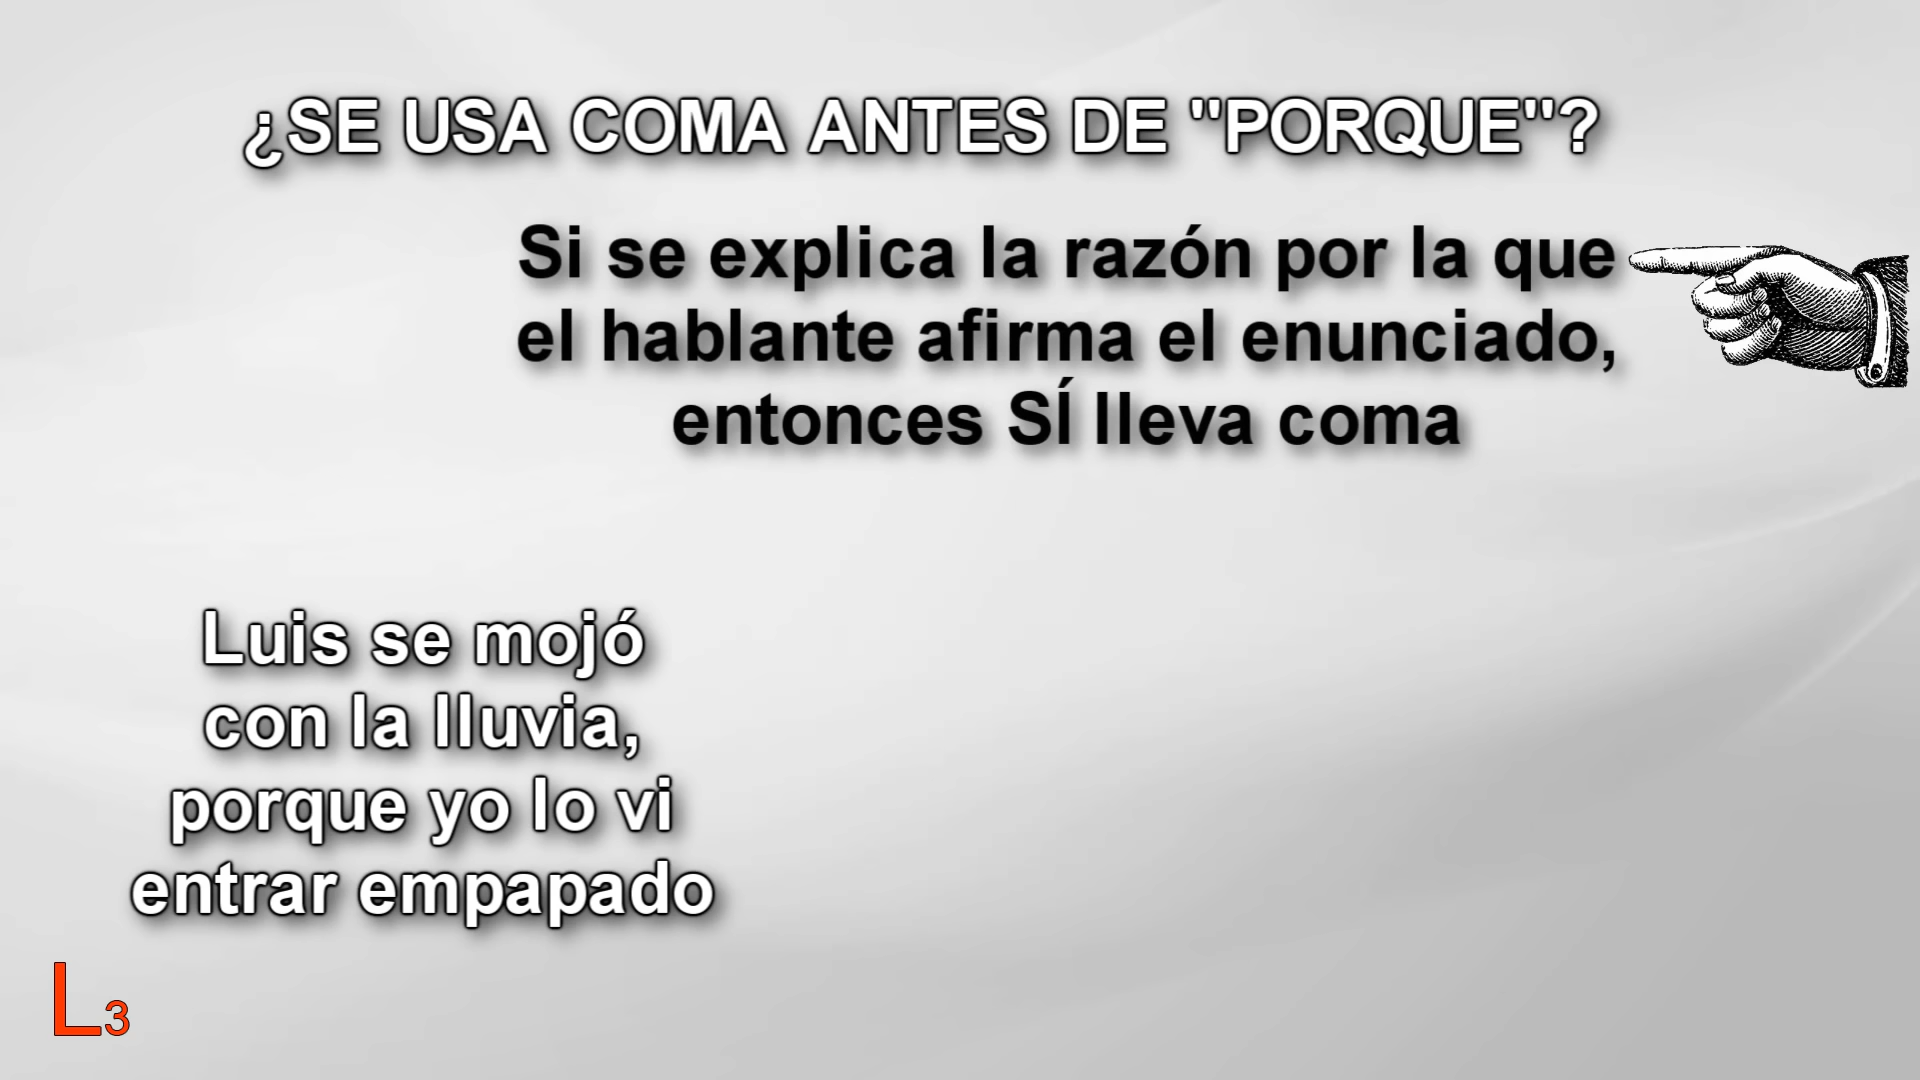 ¿SE USA COMA ANTES DE "PORQUE"?
Si se explica la razón por la que
el hablante afirma el enunciado,
entonces SÍ lleva coma
Luis se mojó
con la lluvia,
porque yo lo vi
entrar empapado
L3